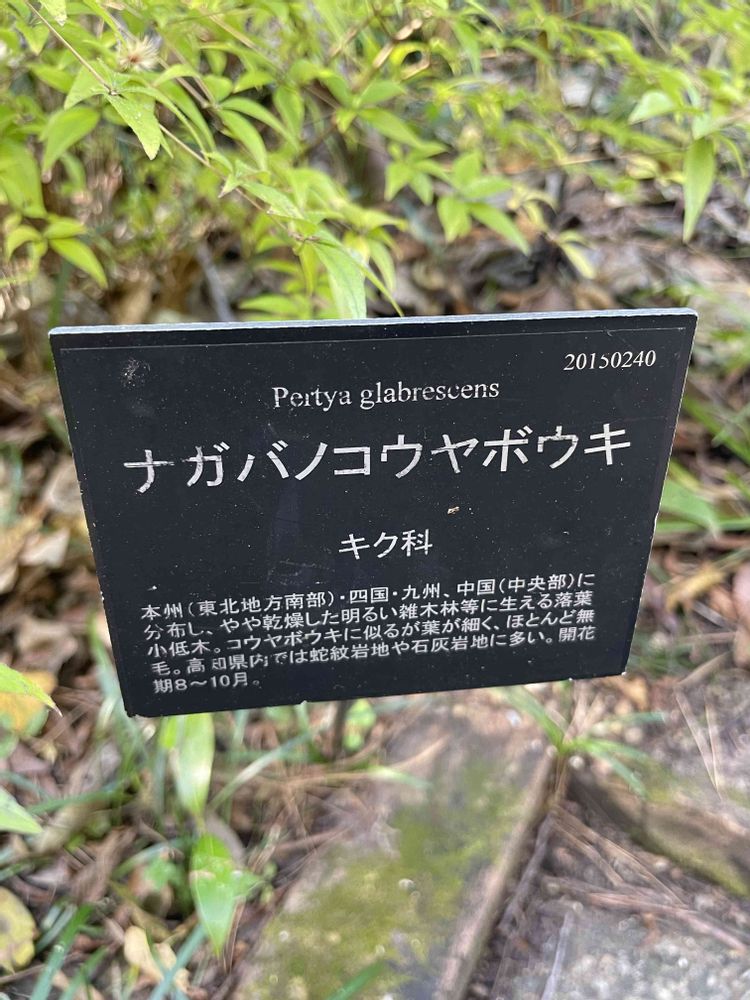 20150240
Pertya glabrescens
ナガバノコウヤボウキ
キク科
本州（東北地方南部）・四国・九州、中国（中央部）に
分布し、やや乾燥した明るい雑木林等に生える落葉
小低木。コウヤボウキに似るが葉が細く、ほとんど無
毛。高知県内では蛇紋岩地や石灰岩地に多い。開花
期8～10月。